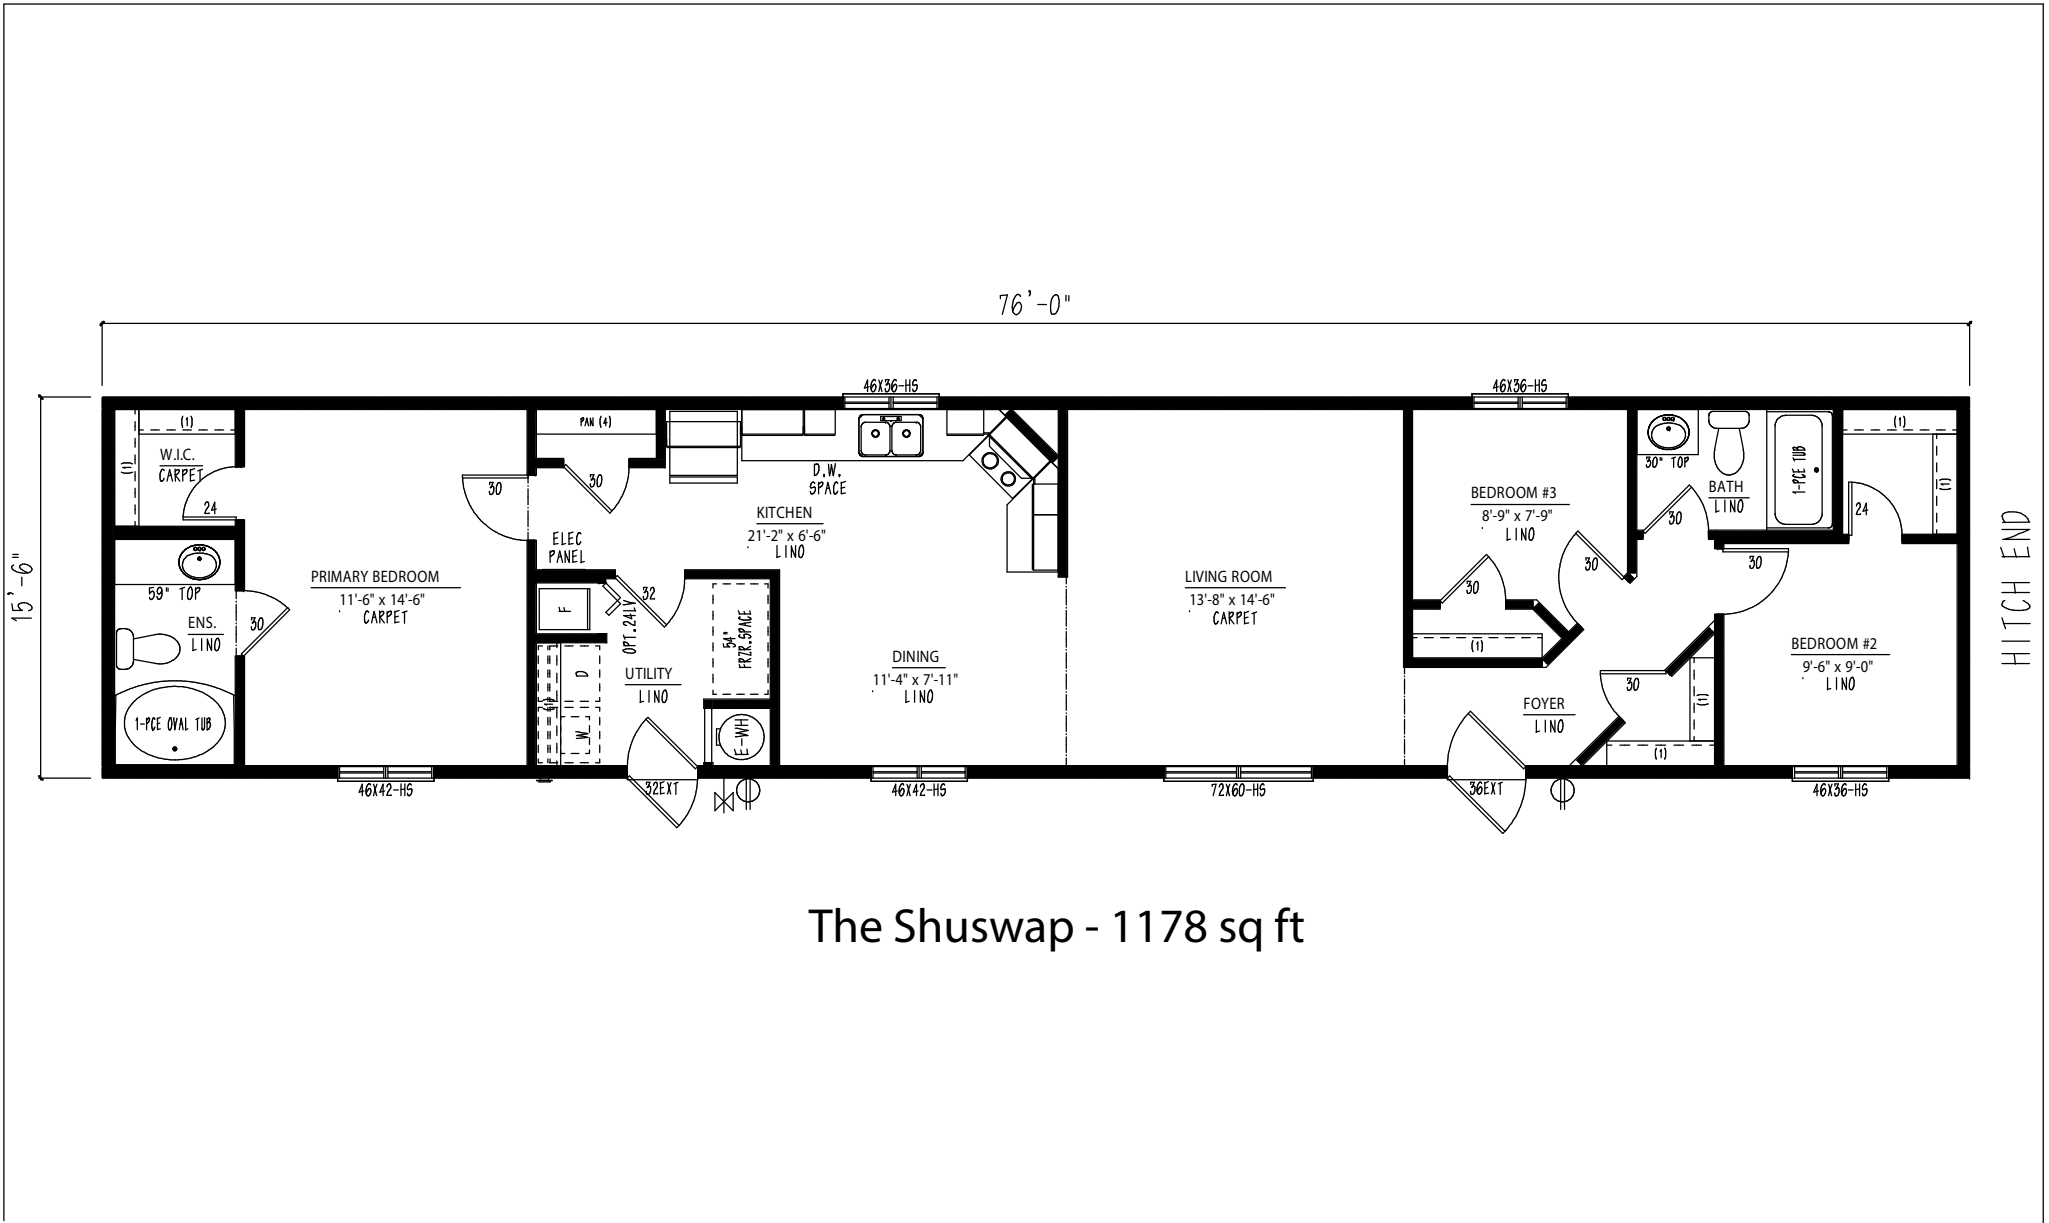 76'-0"
15'-6"
HITCH END
46X36-HS
46X36-HS
(1)
(1)
W.I.C.
CARPET
24
59" TOP
ENS.
LINO
30
1-PCE OVAL TUB
PRIMARY BEDROOM
11'-6" x 14'-6"
CARPET
30
46X42-HS
PAN (4)
30
ELEC
PANEL
D.W.
SPACE
KITCHEN
21'-2" x 6'-6"
LINO
F
OPT.24LV
32
54"
FRZR.SPACE
UTILITY
LINO
(1)
D
W
E-WH
32EXT
DINING
11'-4" x 7'-11"
LINO
46X42-HS
LIVING ROOM
13'-8" x 14'-6"
CARPET
72X60-HS
BEDROOM #3
8'-9" x 7'-9"
LINO
30
30
(1)
30" TOP
BATH
LINO
30
1-PCE TUB
(1)
(1)
24
30
BEDROOM #2
9'-6" x 9'-0"
LINO
FOYER
LINO
30
(1)
(1)
36EXT
46X36-HS
The Shuswap - 1178 sq ft